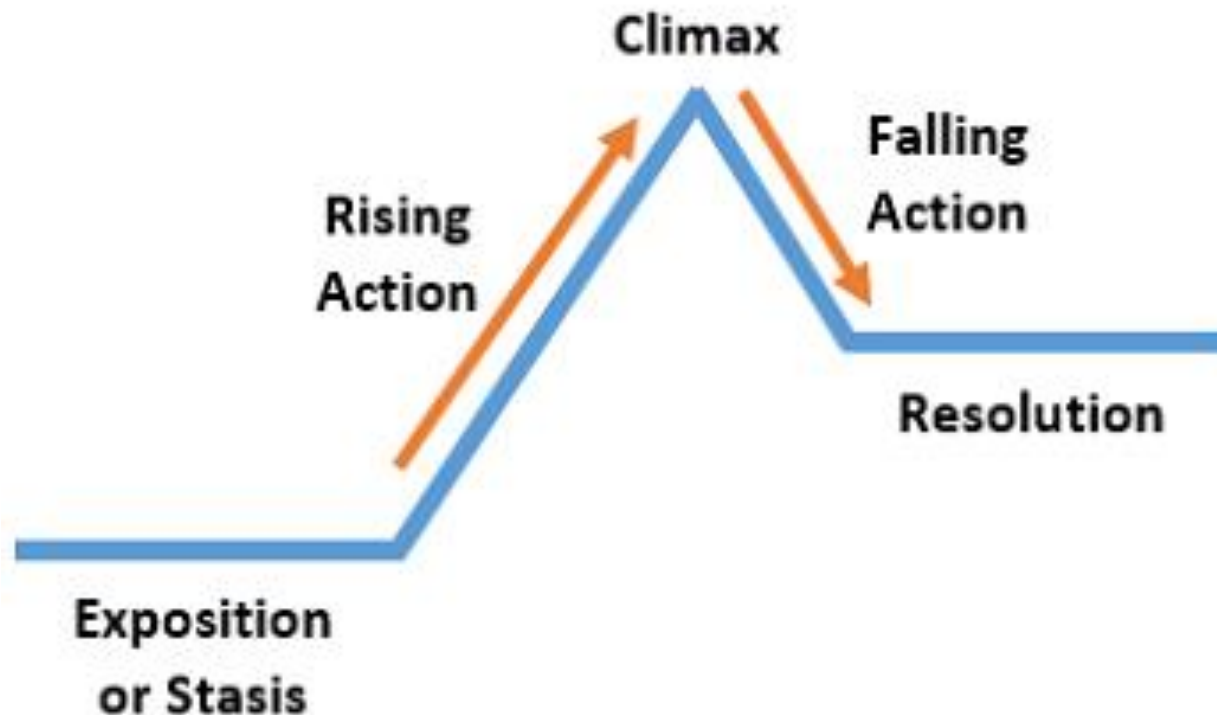 Climax
Falling
Action
Rising
Action
Resolution
Exposition
or Stasis